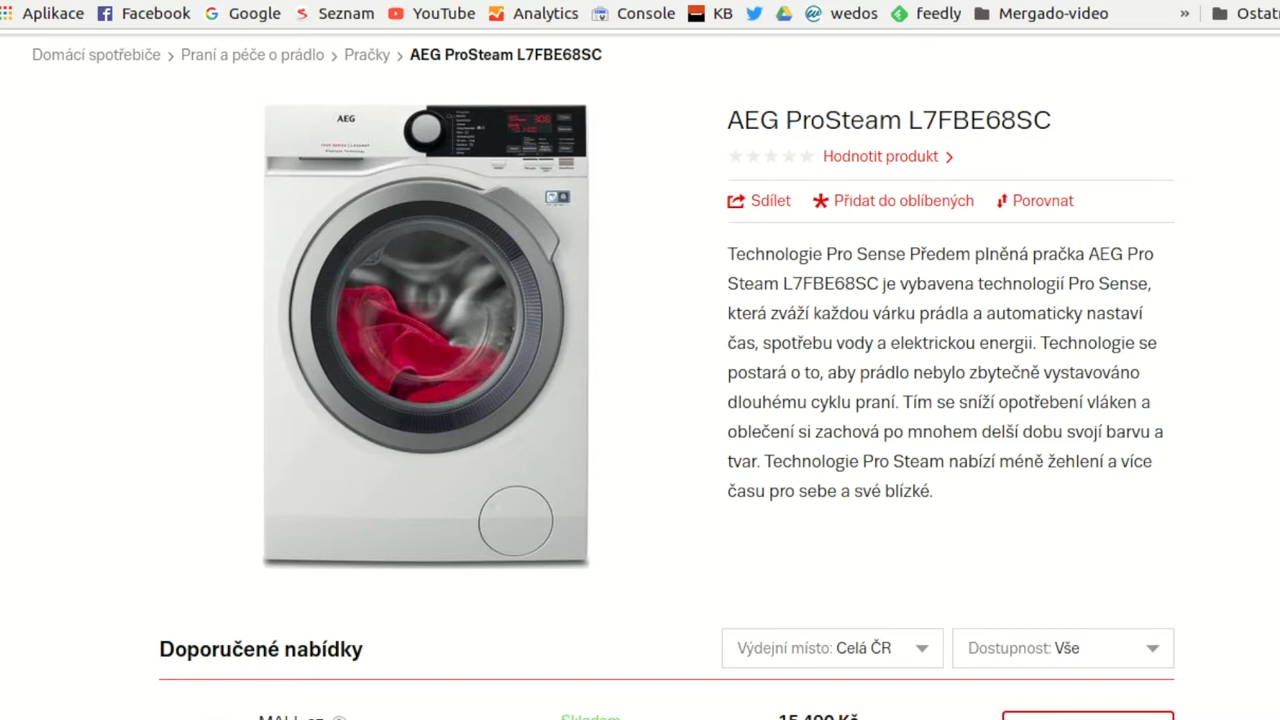 Aplikace Facebook Google Seznam YouTube Analytics Console KB wedos feedly Mergado-video » Ostat
Domácí spotřebiče > Praní a péče o prádlo > Pračky > AEG ProSteam L7FBE68SC
AEG
AEG ProSteam L7FBE68SC
Hodnotit produkt >
Sdílet Přidat do oblíbených Porovnat
Technologie Pro Sense Předem plněná pračka AEG Pro
Steam L7FBE68SC je vybavena technologií Pro Sense,
která zváží každou várku prádla a automaticky nastaví
čas, spotřebu vody a elektrickou energii. Technologie se
postará o to, aby prádlo nebylo zbytečně vystavováno
dlouhému cyklu praní. Tím se sníží opotřebení vláken a
oblečení si zachová po mnohem delší dobu svojí barvu a
tvar. Technologie Pro Steam nabízí méně žehlení a více
času pro sebe a své blízké.
Doporučené nabídky
Výdejní místo: Celá ČR
Dostupnost: Vše
Skladem 15 490 Kč